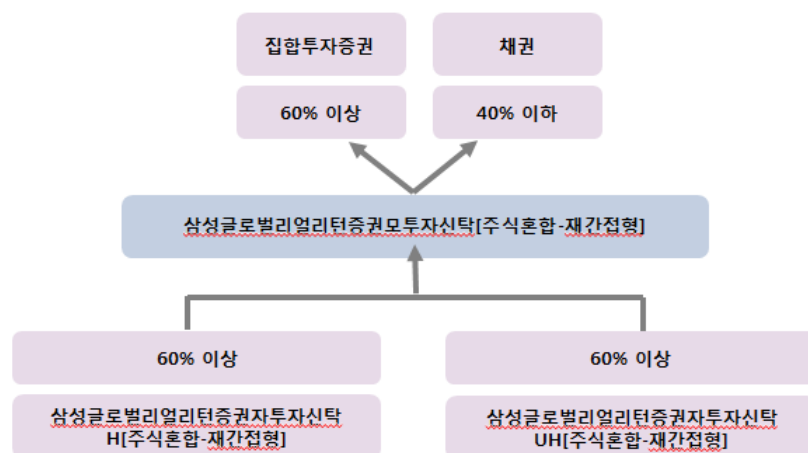 집합투자증권 채권
60% 이상 40% 이하
삼성글로벌리얼리턴증권모투자신탁[주식혼합-재간접형]
60% 이상 60% 이상
삼성글로벌리얼리턴증권자투자신탁
H[주식혼합-재간접형]
삼성글로벌리얼리턴증권자투자신탁
UH[주식혼합-재간접형]